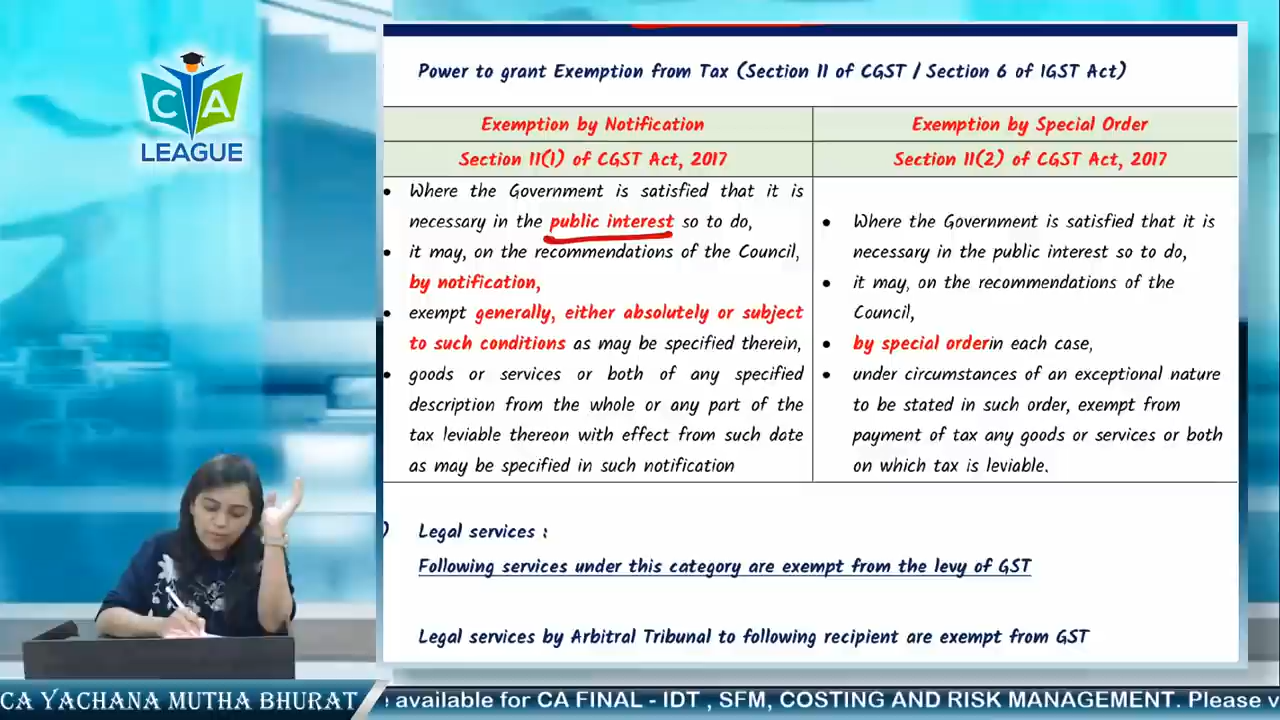 CA
LEAGUE
Power to grant Exemption from Tax (Section 11 of CGST / Section 6 of IGST Act)
Exemption by Notification
Exemption by Special Order
Section 11(1) of CGST Act, 2017
Section 11(2) of CGST Act, 2017
• Where the Government is satisfied that it is
necessary in the public interest so to do,
• it may, on the recommendations of the Council,
by notification,
• exempt generally, either absolutely or subject
to such conditions as may be specified therein,
• goods or services or both of any specified
description from the whole or any part of the
tax leviable thereon with effect from such date
as may be specified in such notification
• Where the Government is satisfied that it is
necessary in the public interest so to do,
• it may, on the recommendations of the
Council,
• by special orderin each case,
• under circumstances of an exceptional nature
to be stated in such order, exempt from
payment of tax any goods or services or both
on which tax is leviable.
) Legal services :
Following services under this category are exempt from the levy of GST
Legal services by Arbitral Tribunal to following recipient are exempt from GST
CA YACHANA MUTHA BHURAT
: available for CA FINAL - IDT , SFM, COSTING AND RISK MANAGEMENT. Please v